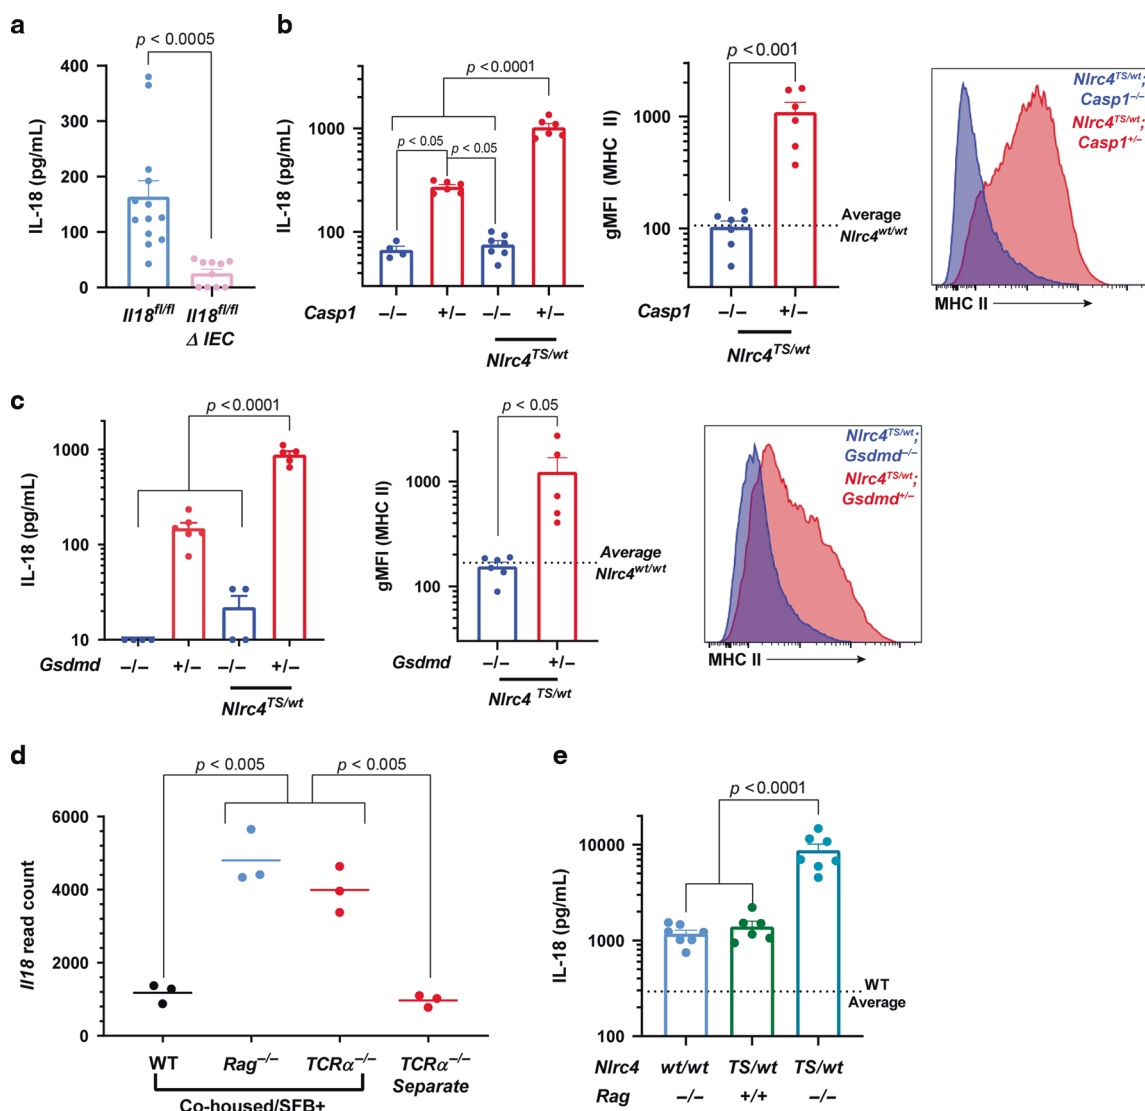 a
p < 0.0005
IL-18 (pg/mL)
400
300
200
100
0
Il18fl/fl
Il18fl/fl
Δ IEC
b
p <0.0001
p < 0.05
p < 0.05
IL-18 (pg/mL)
1000
100
Casp1
–/–
+/–
–/–
+/–
Nlrc4TS/wt
p <0.001
gMFI (MHC II)
1000
100
Average
Nlrc4wt/wt
Casp1
–/–
+/–
Nlrc4TS/wt
Nlrc4TS/wt;
Casp1–/–
Nlrc4TS/wt;
Casp1+/–
MHC II
c
p <0.0001
IL-18 (pg/mL)
1000
100
10
Gsdmd
–/–
+/–
–/–
+/–
Nlrc4TS/wt
p < 0.05
gMFI (MHC II)
1000
100
Average
Nlrc4wt/wt
Gsdmd
–/–
+/–
Nlrc4 TS/wt
Nlrc4TS/wt;
Gsdmd–/–
Nlrc4TS/wt;
Gsdmd+/–
MHC II
d
p < 0.005
p < 0.005
Il18 read count
6000
4000
2000
0
WT
Rag–/–
TCRα–/–
TCRα–/–
Separate
Co-housed/SFB+
e
p <0.0001
IL-18 (pg/mL)
10000
1000
100
WT
Average
Nlrc4 wt/wt TS/wt TS/wt
Rag –/– +/+ –/–